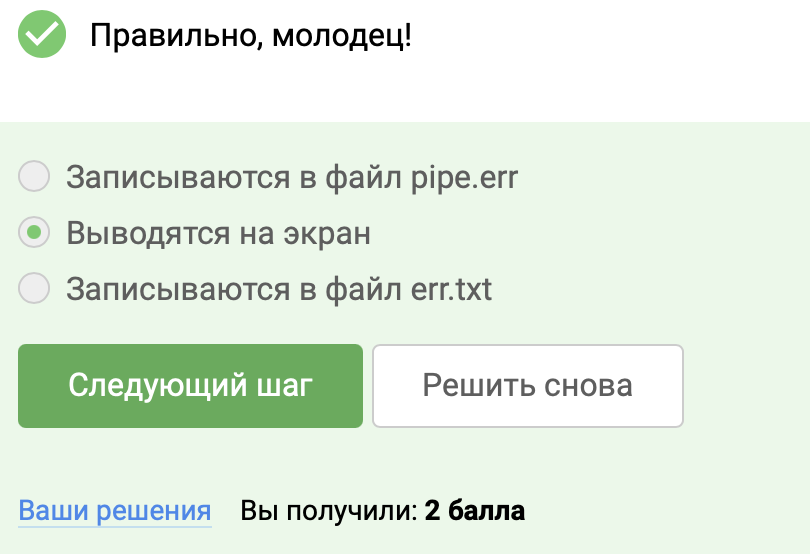 Правильно, молодец!
Записываются в файл pipe.err
Выводятся на экран
Записываются в файл err.txt
Следующий шаг Решить снова
Ваши решения Вы получили: 2 балла